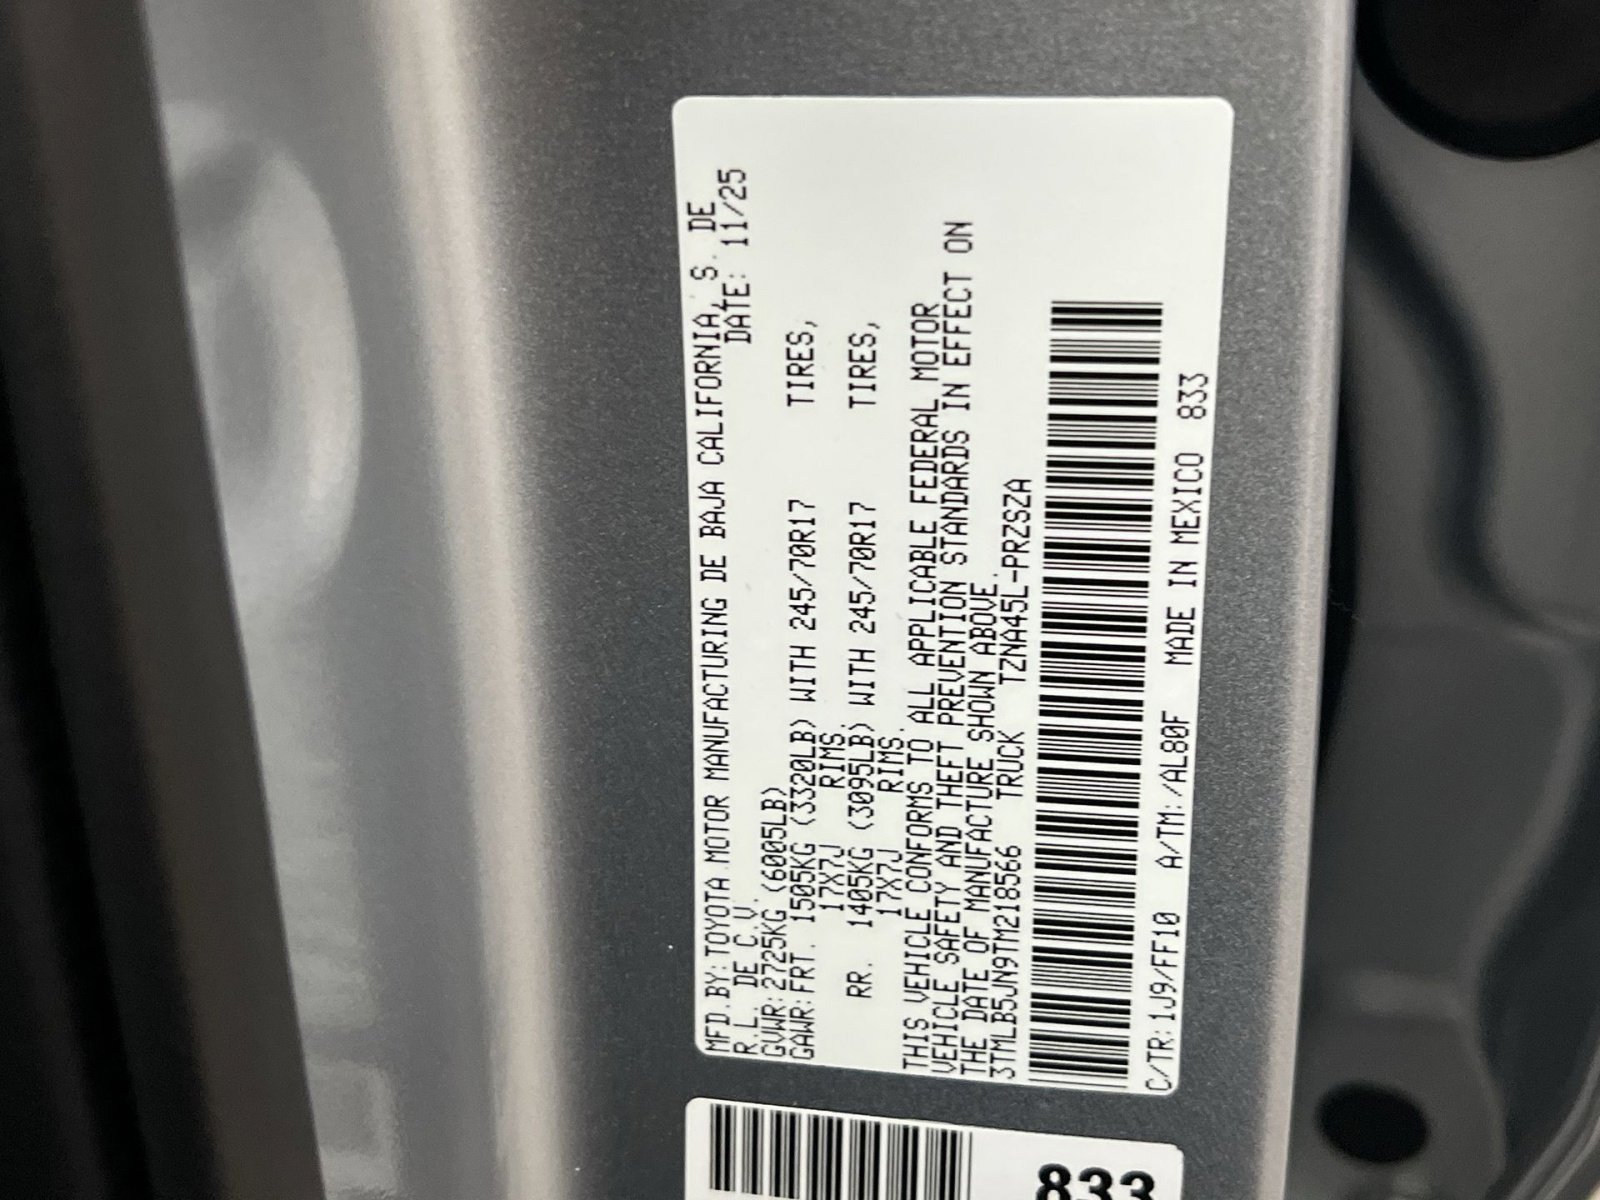 MFD.BY:TOYOTA MOTOR MANUFACTURING DE BAJA CALIFORNIA,S. DE
R.L. DE C.V. DATE: 11/25
GVWR:2725KG (6005LB)
GAWR:FRT. 1505KG (3320LB) WITH 245/70R17 TIRES,
17X7J RIMS.
RR. 1405KG (3095LB) WITH 245/70R17 TIRES,
17X7J RIMS.
THIS VEHICLE CONFORMS TO ALL APPLICABLE FEDERAL MOTOR
VEHICLE SAFETY AND THEFT PREVENTION STANDARDS IN EFFECT ON
THE DATE OF MANUFACTURE SHOWN ABOVE.
3TMLB5JN9TM218566 TRUCK TZNA45L-PRZSZA
C/TR:1J9/FF10 A/TM:/AL80F MADE IN MEXICO 833
833